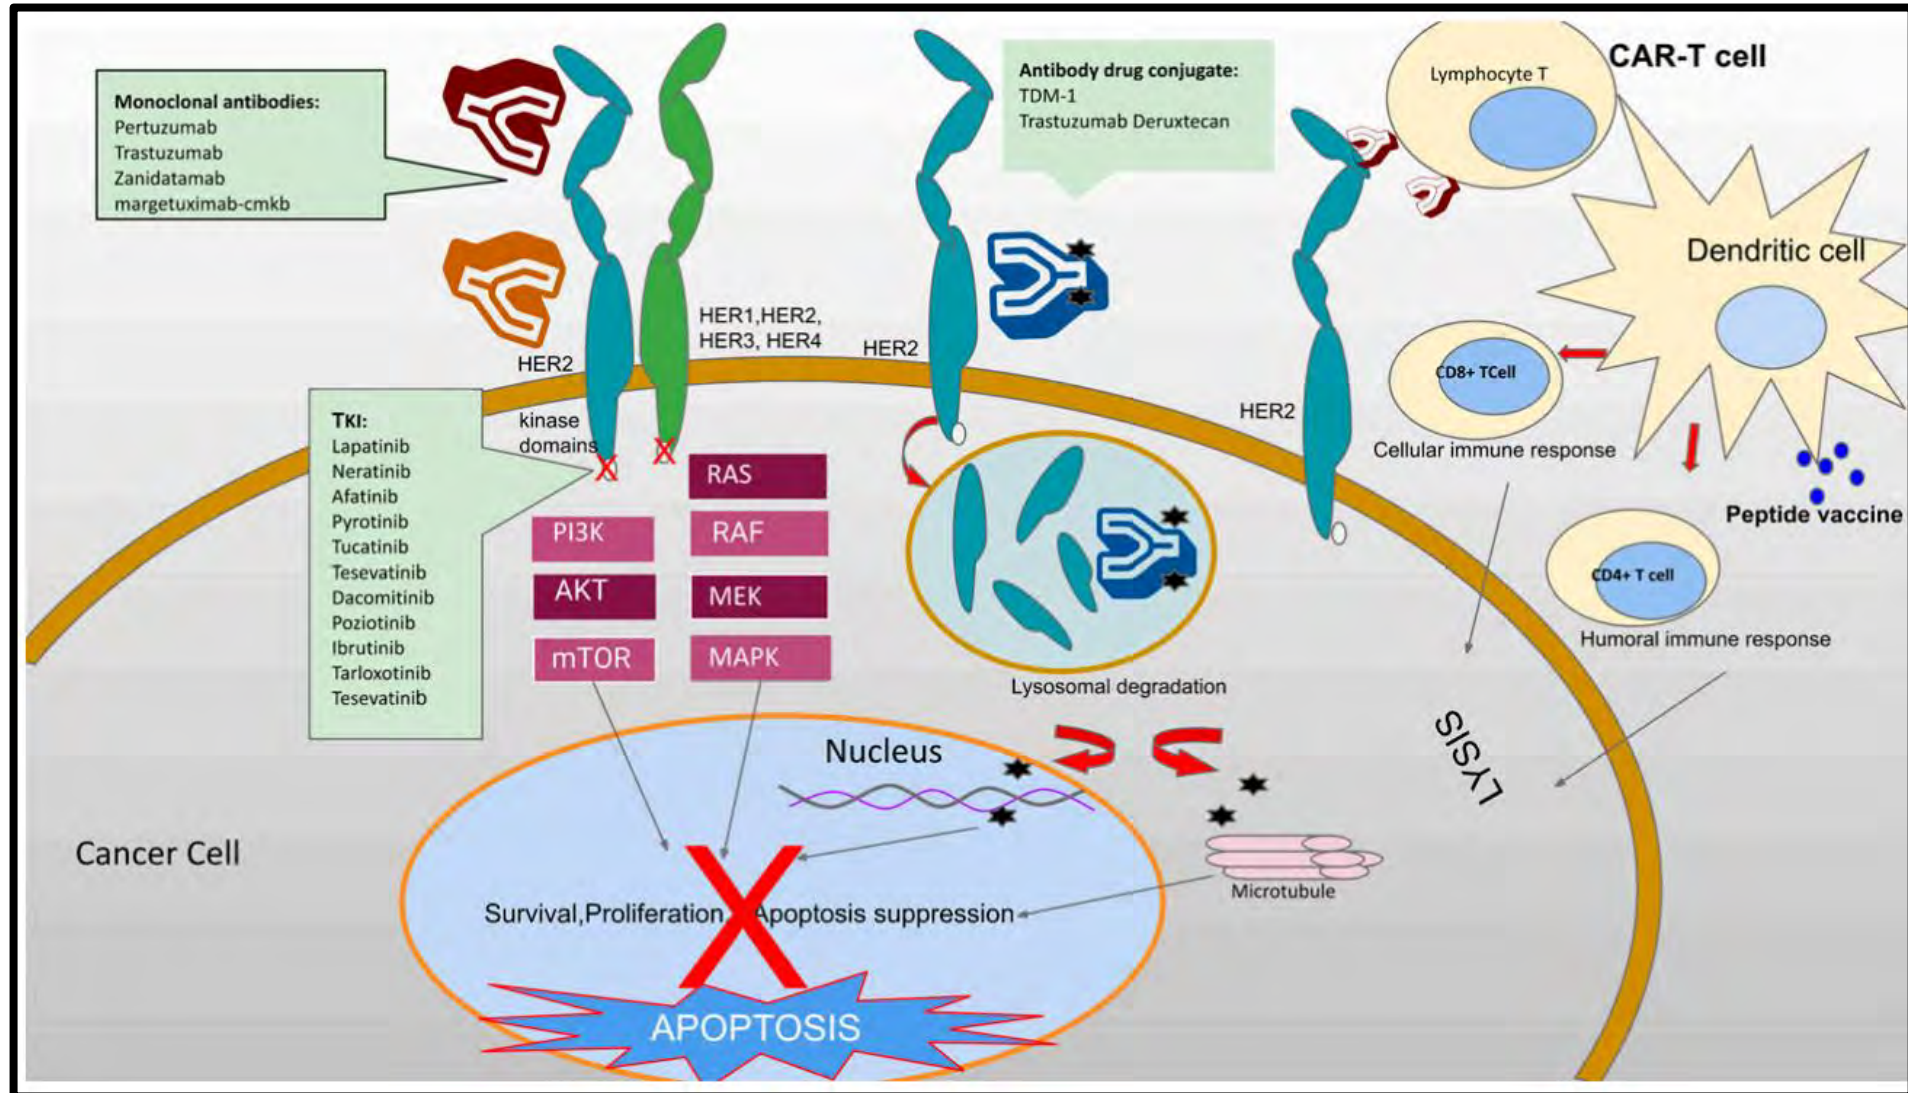 Monoclonal antibodies:
Pertuzumab
Trastuzumab
Zanidatamab
margetuximab-cmkb
Antibody drug conjugate:
TDM-1
Trastuzumab Deruxtecan
CAR-T cell
Lymphocyte T
Dendritic cell
HER1,HER2,
HER3, HER4
HER2
HER2
HER2
CD8+ TCell
Cellular immune response
Peptide vaccine
CD4+ T cell
Humoral immune response
TKI:
Lapatinib
Neratinib
Afatinib
Pyrotinib
Tucatinib
Tesevatinib
Dacomitinib
Poziotinib
Ibrutinib
Tarloxotinib
Tesevatinib
kinase
domains
X
X
RAS
PI3K
RAF
AKT
MEK
mTOR
MAPK
Lysosomal degradation
LYSIS
Nucleus
Microtubule
Cancer Cell
Survival,Proliferation
Apoptosis suppression
X
APOPTOSIS